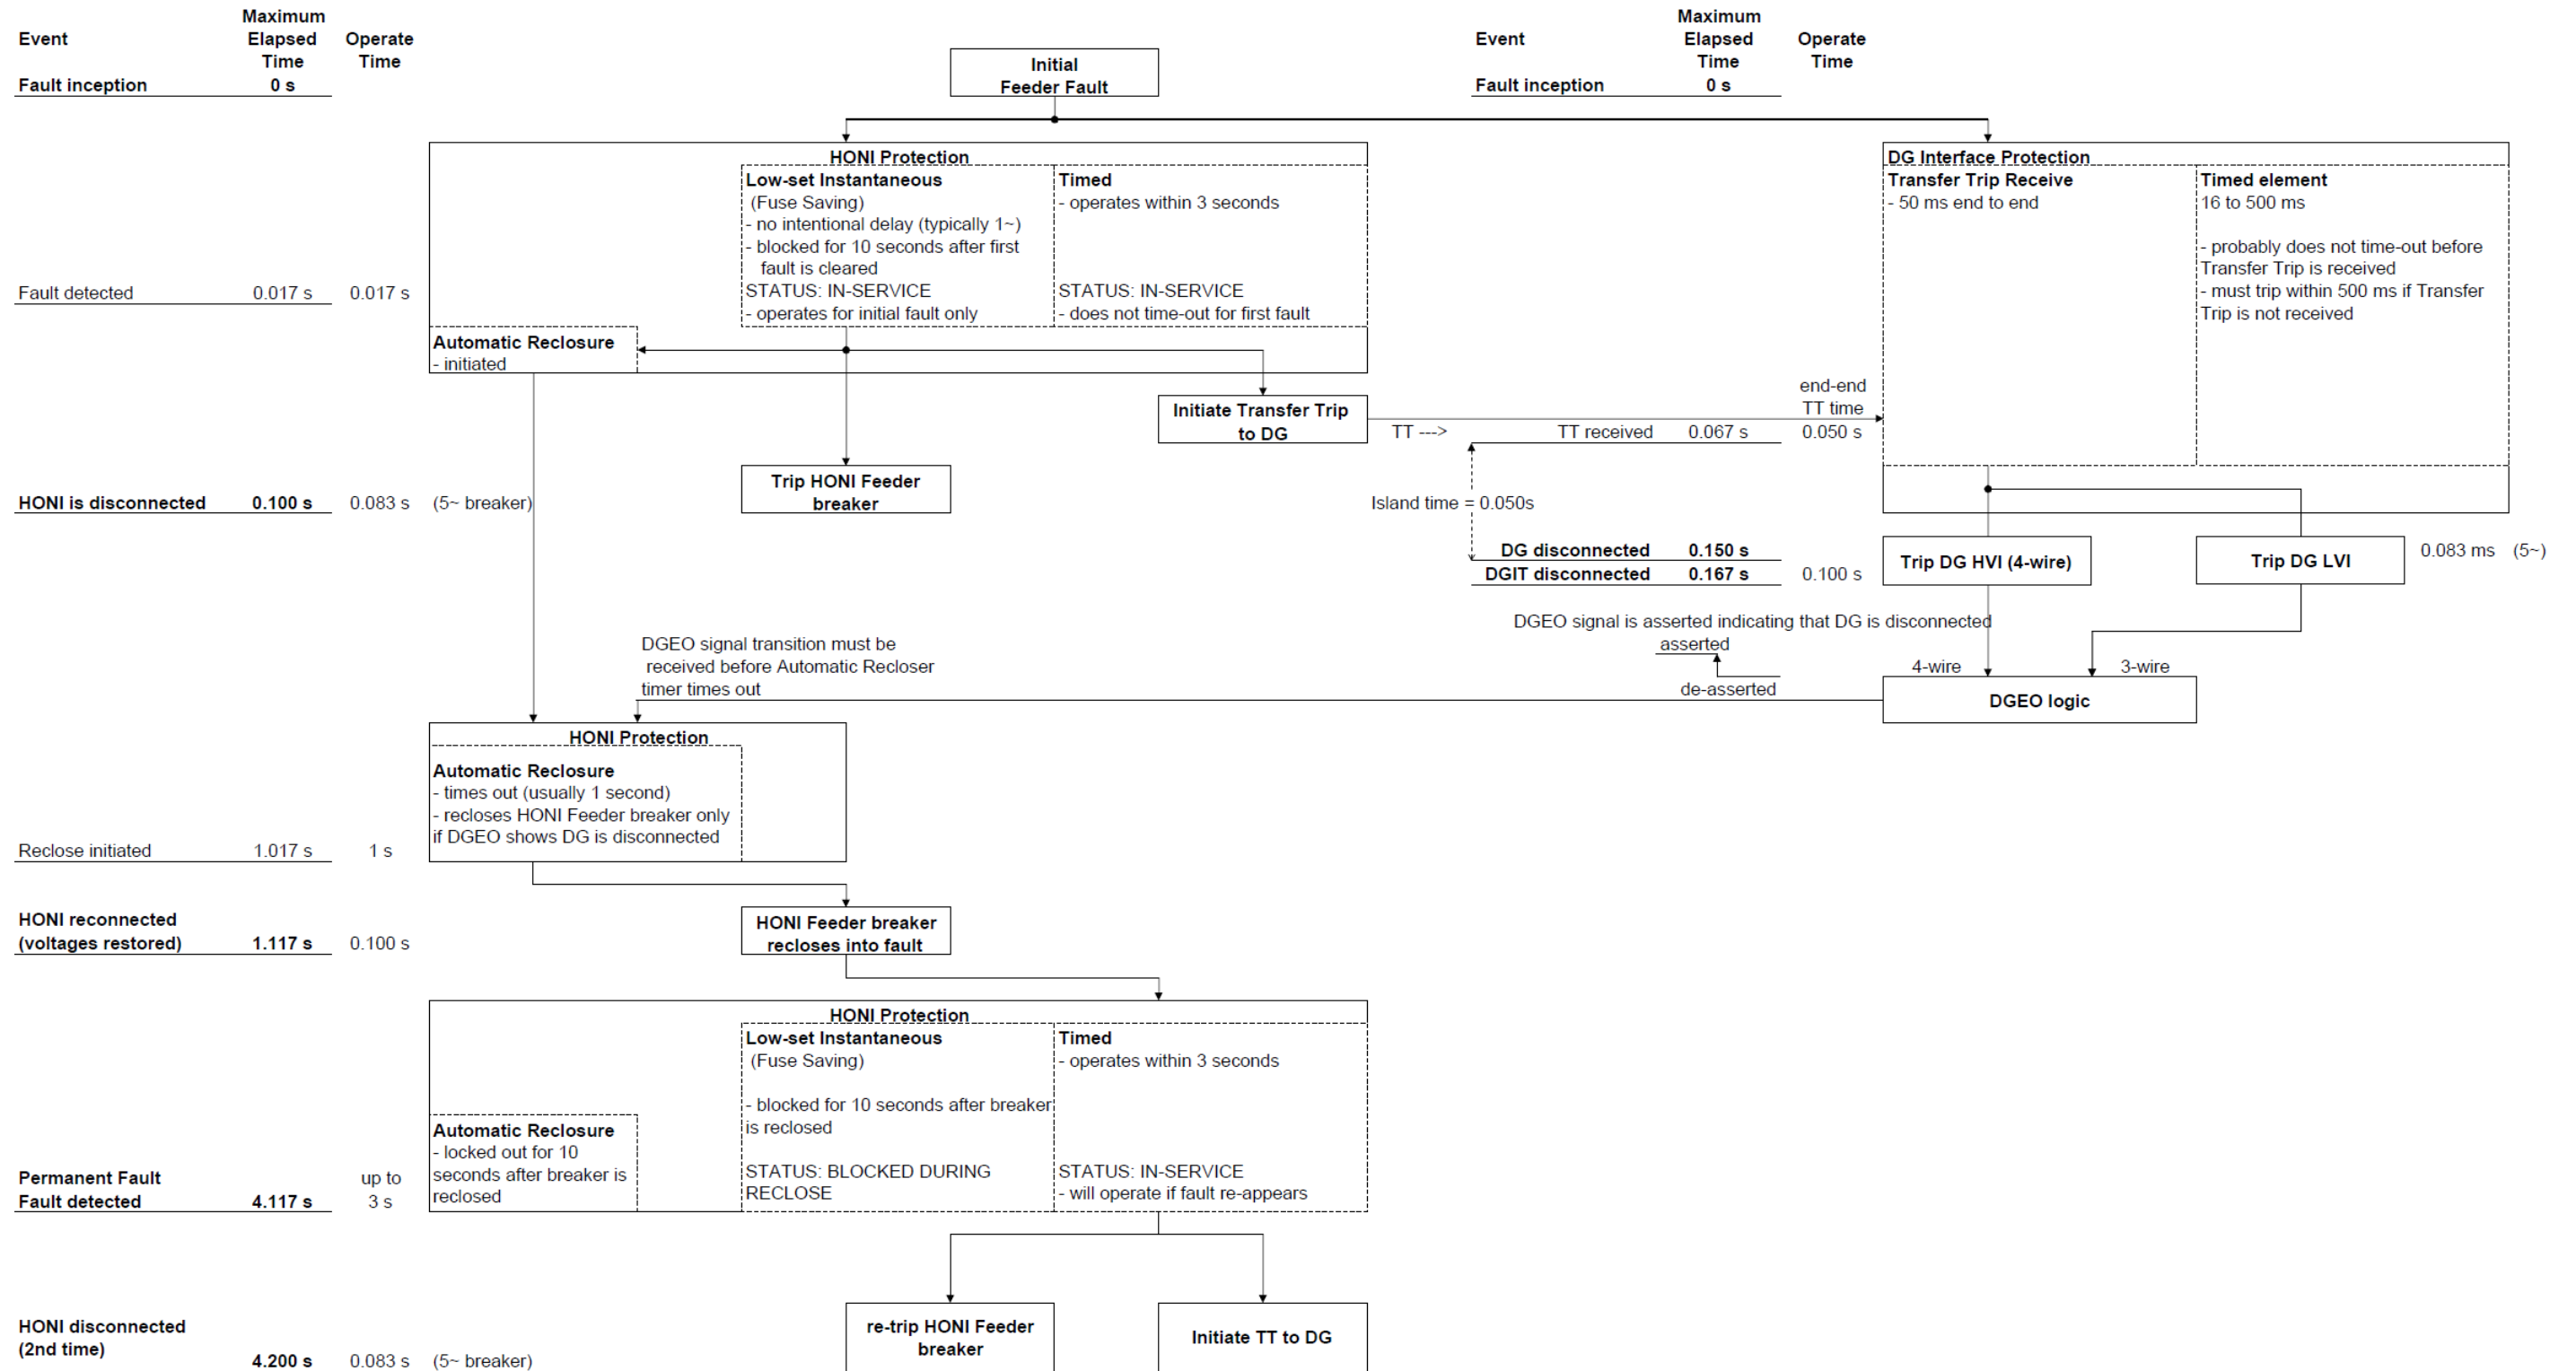 Maximum
Event Elapsed Operate
Time Time
Fault inception 0 s
Initial
Feeder Fault
Maximum
Event Elapsed Operate
Time Time
Fault inception 0 s
HONI Protection
Low-set Instantaneous
(Fuse Saving)
- no intentional delay (typically 1~)
- blocked for 10 seconds after first
fault is cleared
STATUS: IN-SERVICE
- operates for initial fault only
Timed
- operates within 3 seconds
STATUS: IN-SERVICE
- does not time-out for first fault
Fault detected 0.017 s 0.017 s
Automatic Reclosure
- initiated
DG Interface Protection
Transfer Trip Receive
- 50 ms end to end
Timed element
16 to 500 ms
- probably does not time-out before
Transfer Trip is received
- must trip within 500 ms if Transfer
Trip is not received
Initiate Transfer Trip
to DG
end-end
TT time
TT ---> TT received 0.067 s 0.050 s
Trip HONI Feeder
breaker
HONI is disconnected 0.100 s 0.083 s (5~ breaker)
Island time = 0.050s
DG disconnected 0.150 s
DGIT disconnected 0.167 s 0.100 s
Trip DG HVI (4-wire)
Trip DG LVI
0.083 ms (5~)
DGEO signal is asserted indicating that DG is disconnected
asserted
de-asserted
4-wire 3-wire
DGEO logic
DGEO signal transition must be
received before Automatic Recloser
timer times out
HONI Protection
Automatic Reclosure
- times out (usually 1 second)
- recloses HONI Feeder breaker only
if DGEO shows DG is disconnected
Reclose initiated 1.017 s 1 s
HONI reconnected
(voltages restored) 1.117 s 0.100 s
HONI Feeder breaker
recloses into fault
HONI Protection
Low-set Instantaneous
(Fuse Saving)
- blocked for 10 seconds after breaker
is reclosed
STATUS: BLOCKED DURING
RECLOSE
Timed
- operates within 3 seconds
STATUS: IN-SERVICE
- will operate if fault re-appears
Automatic Reclosure
- locked out for 10
seconds after breaker is
reclosed
Permanent Fault up to
Fault detected 4.117 s 3 s
re-trip HONI Feeder
breaker
Initiate TT to DG
HONI disconnected
(2nd time)
4.200 s 0.083 s (5~ breaker)